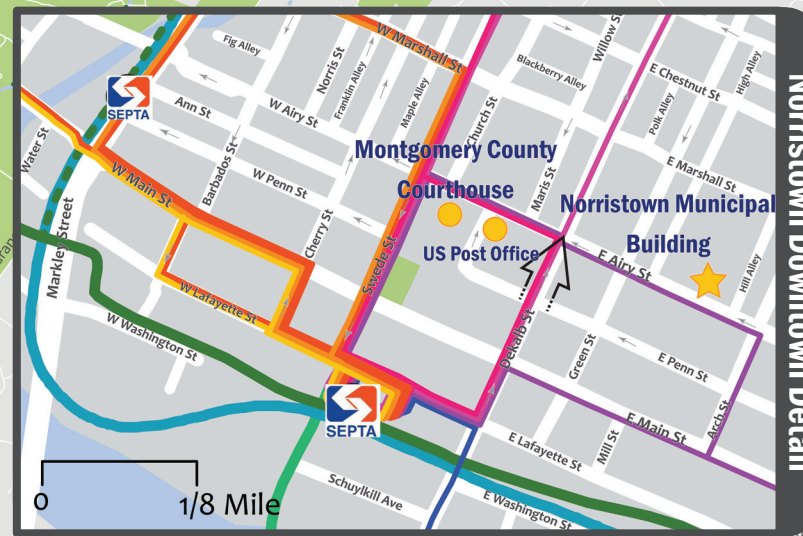 Willow St
Fig Alley
W Marshall St
Norris St
Franklin Alley
Blackberry Alley
E Chestnut St
High Alley
SEPTA
Ann St
W Airy St
Maple Alley
Church St
Polk Alley
Water St
Barbados St
W Penn St
Montgomery County
Courthouse
Maris St
E Marshall St
W Main St
Norristown Municipal
Building
Markley Street
Cherry St
US Post Office
E Airy St
Hill Alley
Swede St
W Lafayette St
W Washington St
Dekalb St
Green St
E Penn St
SEPTA
E Main St
Arch St
E Lafayette St
Mill St
Schuylkill Ave
E Washington St
0
1/8 Mile
Norristown Downtown Detail